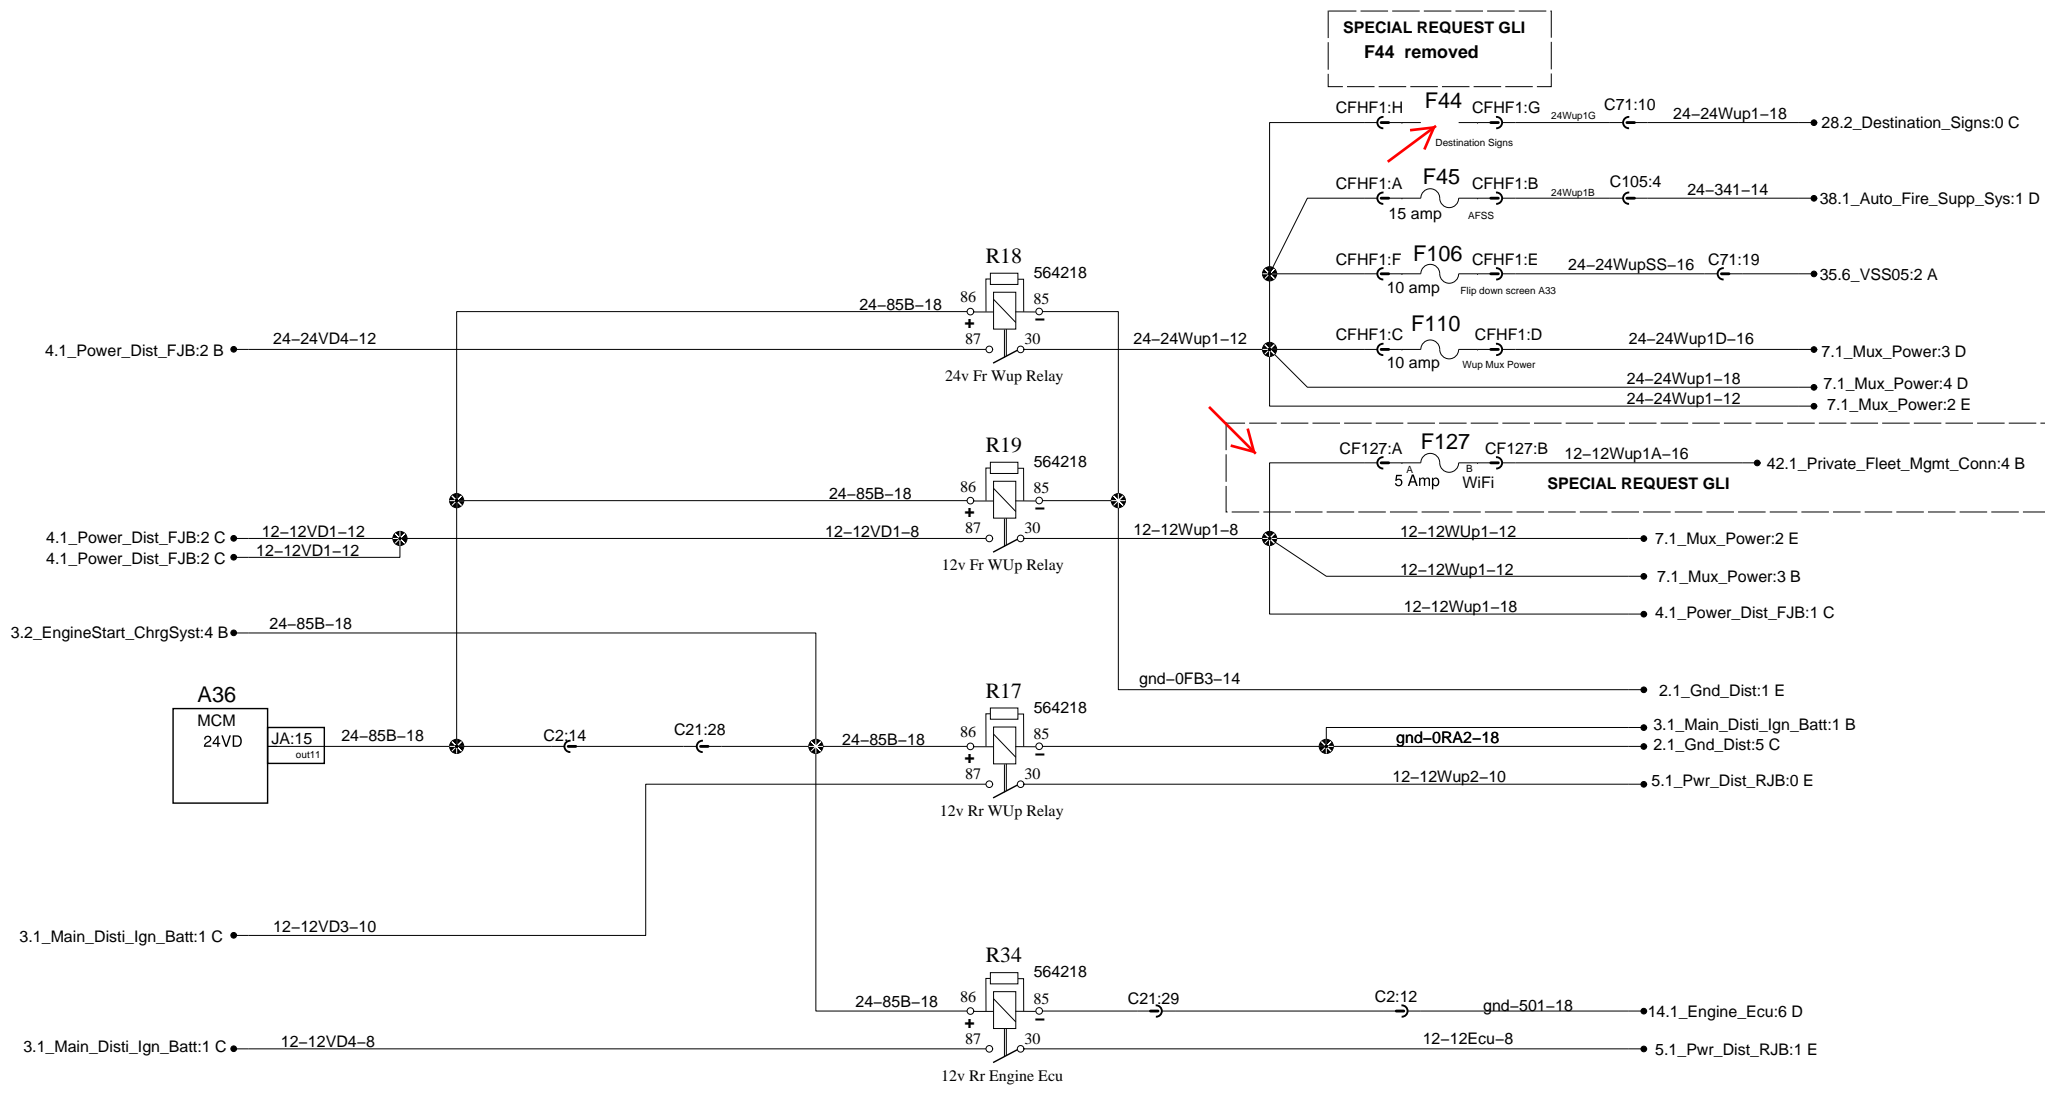 SPECIAL REQUEST GLI
F44 removed
CFHF1:H
F44
CFHF1:G
24Wup1G
C71:10
24-24Wup1-18
28.2_Destination_Signs:0 C
Destination Signs
CFHF1:A
F45
CFHF1:B
24Wup1B
C105:4
24-341-14
38.1_Auto_Fire_Supp_Sys:1 D
15 amp
AFSS
CFHF1:F
F106
CFHF1:E
24-24WupSS-16
C71:19
35.6_VSS05:2 A
10 amp
Flip down screen A33
R18
564218
24-85B-18
86
85
+
-
4.1_Power_Dist_FJB:2 B
24-24VD4-12
87
30
24-24Wup1-12
24v Fr Wup Relay
CFHF1:C
F110
CFHF1:D
24-24Wup1D-16
7.1_Mux_Power:3 D
10 amp
Wup Mux Power
24-24Wup1-18
7.1_Mux_Power:4 D
24-24Wup1-12
7.1_Mux_Power:2 E
CF127:A
F127
CF127:B
12-12Wup1A-16
42.1_Private_Fleet_Mgmt_Conn:4 B
A
B
5 Amp
WiFi
SPECIAL REQUEST GLI
R19
564218
24-85B-18
86
85
+
-
4.1_Power_Dist_FJB:2 C
12-12VD1-12
4.1_Power_Dist_FJB:2 C
12-12VD1-12
12-12VD1-8
87
30
12-12Wup1-8
12v Fr WUp Relay
12-12WUp1-12
7.1_Mux_Power:2 E
12-12Wup1-12
7.1_Mux_Power:3 B
12-12Wup1-18
4.1_Power_Dist_FJB:1 C
3.2_EngineStart_ChrgSyst:4 B
24-85B-18
gnd-0FB3-14
2.1_Gnd_Dist:1 E
A36
MCM
24VD
JA:15
out11
24-85B-18
C2:14
C21:28
24-85B-18
R17
564218
86
85
+
-
87
30
12v Rr WUp Relay
3.1_Main_Disti_Ign_Batt:1 B
gnd-0RA2-18
2.1_Gnd_Dist:5 C
12-12Wup2-10
5.1_Pwr_Dist_RJB:0 E
3.1_Main_Disti_Ign_Batt:1 C
12-12VD3-10
R34
564218
24-85B-18
86
85
+
-
C21:29
C2:12
gnd-501-18
14.1_Engine_Ecu:6 D
3.1_Main_Disti_Ign_Batt:1 C
12-12VD4-8
87
30
12-12Ecu-8
5.1_Pwr_Dist_RJB:1 E
12v Rr Engine Ecu